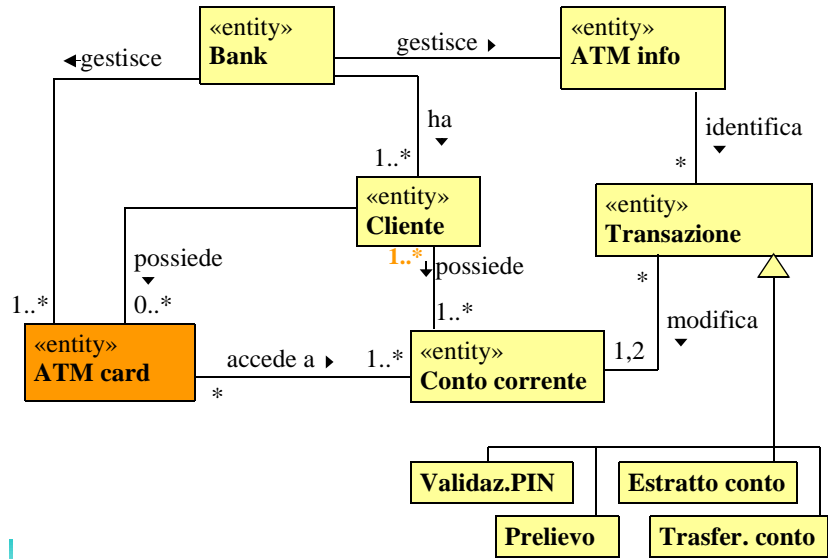 «entity»
Bank
gestisce
«entity»
ATM info
gestisce
ha
identifica
1..*
*
«entity»
Cliente
«entity»
Transazione
1..*
possiede
possiede
*
1..*
0..*
1..*
modifica
«entity»
ATM card
accede a
1..*
*
«entity»
Conto corrente
1,2
Validaz.PIN
Estratto conto
Prelievo
Trasfer. conto